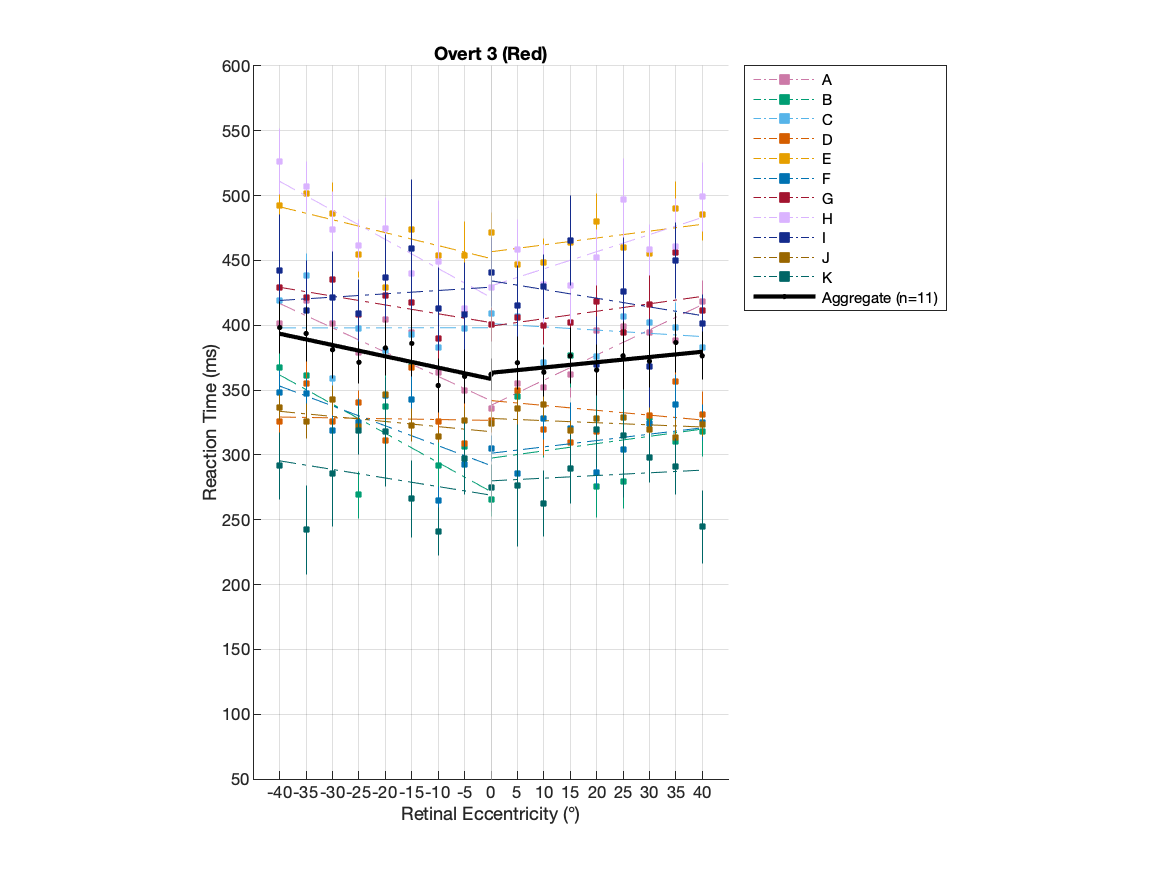 Overt 3 (Red)
600
550
500
450
400
350
300
250
200
150
100
50
Reaction Time (ms)
-40 -35 -30 -25 -20 -15 -10 -5 0 5 10 15 20 25 30 35 40
Retinal Eccentricity (°)
A
B
C
D
E
F
G
H
I
J
K
Aggregate (n=11)